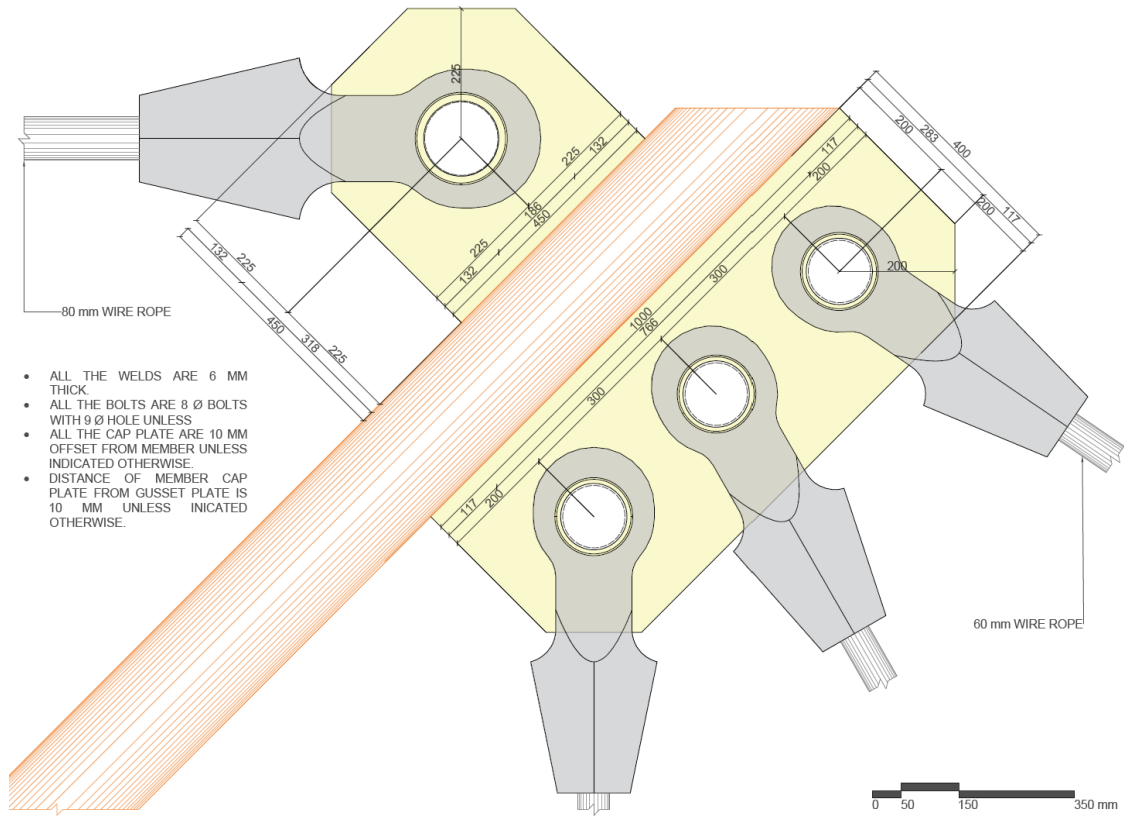 225
132
225
186
450
225
132
117
200
283
400
200
200
117
200
132
225
450
318
225
300
1000
766
300
117
200
80 mm WIRE ROPE
• ALL THE WELDS ARE 6 MM
THICK.
• ALL THE BOLTS ARE 8 Ø BOLTS
WITH 9 Ø HOLE UNLESS
• ALL THE CAP PLATE ARE 10 MM
OFFSET FROM MEMBER UNLESS
INDICATED OTHERWISE.
• DISTANCE OF MEMBER CAP
PLATE FROM GUSSET PLATE IS
10 MM UNLESS INICATED
OTHERWISE.
60 mm WIRE ROPE
0 50 150 350 mm